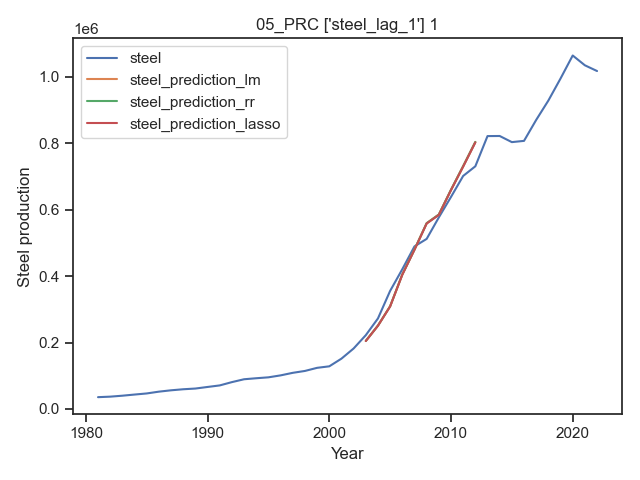 05_PRC ['steel_lag_1'] 1
1e6
steel
steel_prediction_lm
steel_prediction_rr
steel_prediction_lasso
Steel production
1.0
0.8
0.6
0.4
0.2
0.0
1980 1990 2000 2010 2020
Year